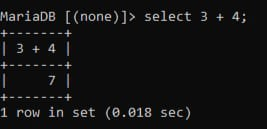 MariaDB [(none)]> select 3 + 4;
+-------+
| 3 + 4 |
+-------+
|     7 |
+-------+
1 row in set (0.018 sec)